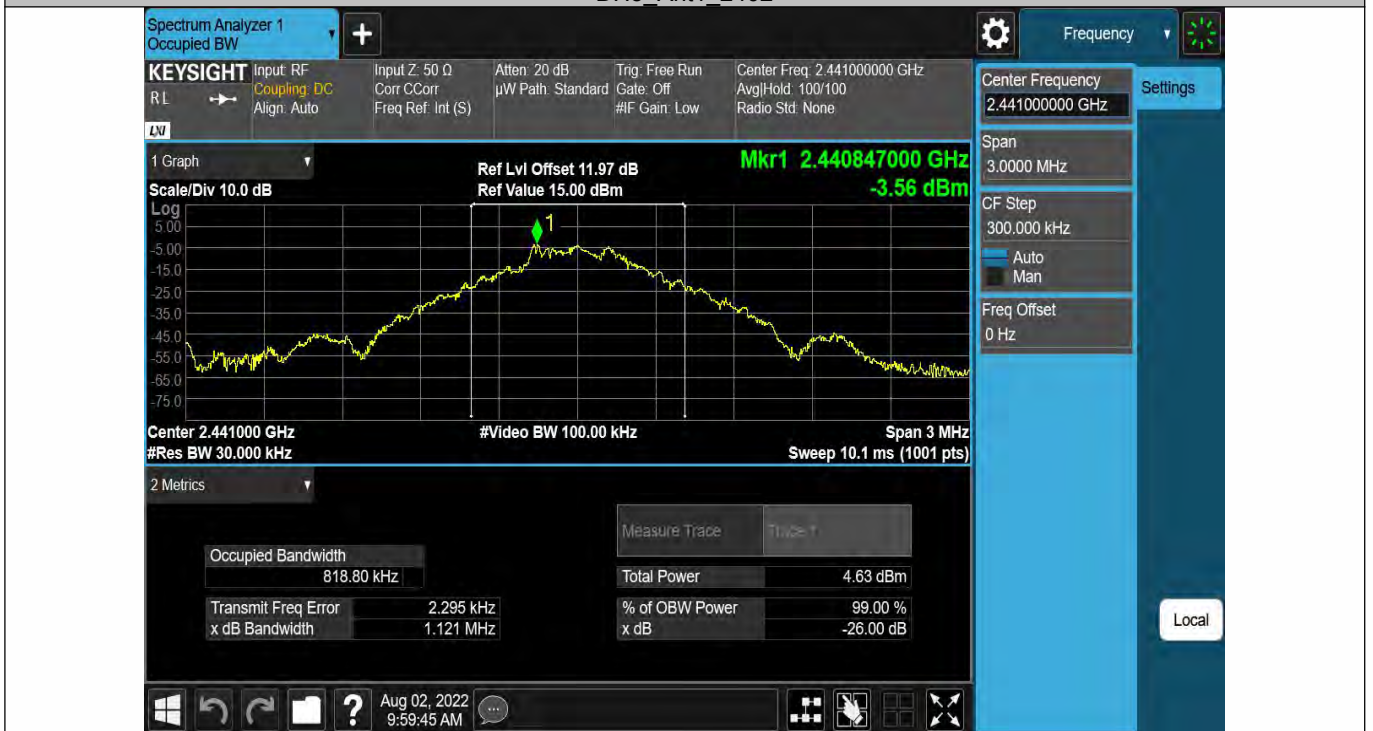 Spectrum Analyzer 1
Occupied BW
Frequency
KEYSIGHT
RL
LXI
Input: RF
Coupling: DC
Align: Auto
Input Z: 50 Ω
Corr CCorr
Freq Ref: Int (S)
Atten: 20 dB
µW Path: Standard
Trig: Free Run
Gate: Off
#IF Gain: Low
Center Freq: 2.441000000 GHz
Avg|Hold: 100/100
Radio Std: None
Center Frequency
2.441000000 GHz
Settings
Span
3.0000 MHz
CF Step
300.000 kHz
Auto
Man
Freq Offset
0 Hz
Local
1 Graph
Scale/Div 10.0 dB
Ref Lvl Offset 11.97 dB
Ref Value 15.00 dBm
Mkr1 2.440847000 GHz
-3.56 dBm
Log
5.00
-5.00
-15.0
-25.0
-35.0
-45.0
-55.0
-65.0
-75.0
1
Center 2.441000 GHz
#Res BW 30.000 kHz
#Video BW 100.00 kHz
Span 3 MHz
Sweep 10.1 ms (1001 pts)
2 Metrics
Measure Trace
Trace 1
Occupied Bandwidth
818.80 kHz
Total Power 4.63 dBm
Transmit Freq Error 2.295 kHz
% of OBW Power 99.00 %
x dB Bandwidth 1.121 MHz
x dB -26.00 dB
?
Aug 02, 2022
9:59:45 AM